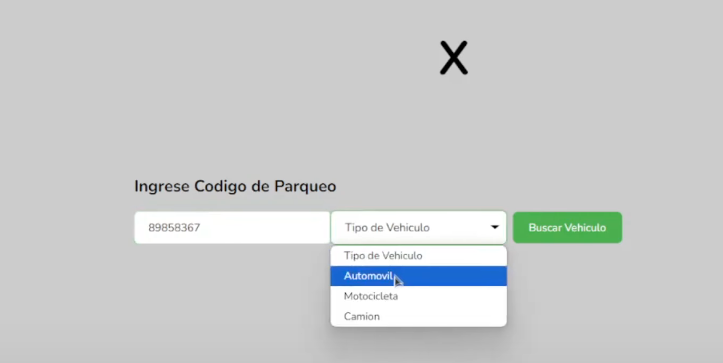 X
Ingrese Codigo de Parqueo
89858367
Tipo de Vehiculo
Buscar Vehiculo
Tipo de Vehiculo
Automovil
Motocicleta
Camion